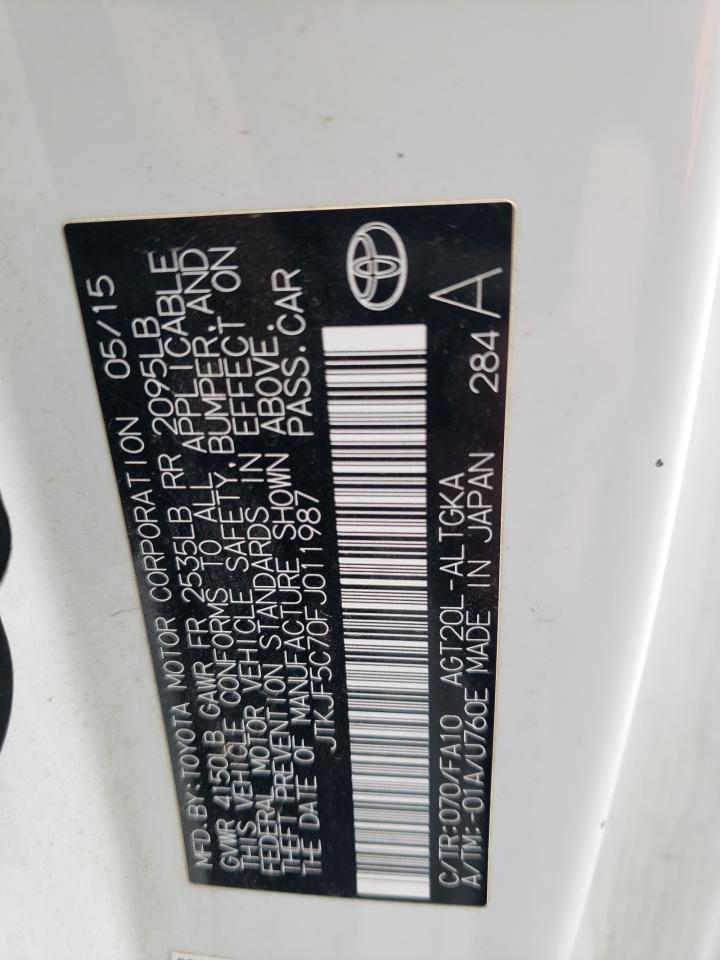 MFD.BY:TOYOTA MOTOR CORPORATION 05/15
GVWR 4150LB GAWR FR 2535LB RR 2095LB
THIS VEHICLE CONFORMS TO ALL APPLICABLE
FEDERAL MOTOR VEHICLE SAFETY, BUMPER, AND
THEFT PREVENTION STANDARDS IN EFFECT ON
THE DATE OF MANUFACTURE SHOWN ABOVE.
JTKJF5C70FJ011987 PASS.CAR
C/TR:070/FA10 AGT20L-ALTGKA
A/TM:-01A/U760E MADE IN JAPAN 284 A